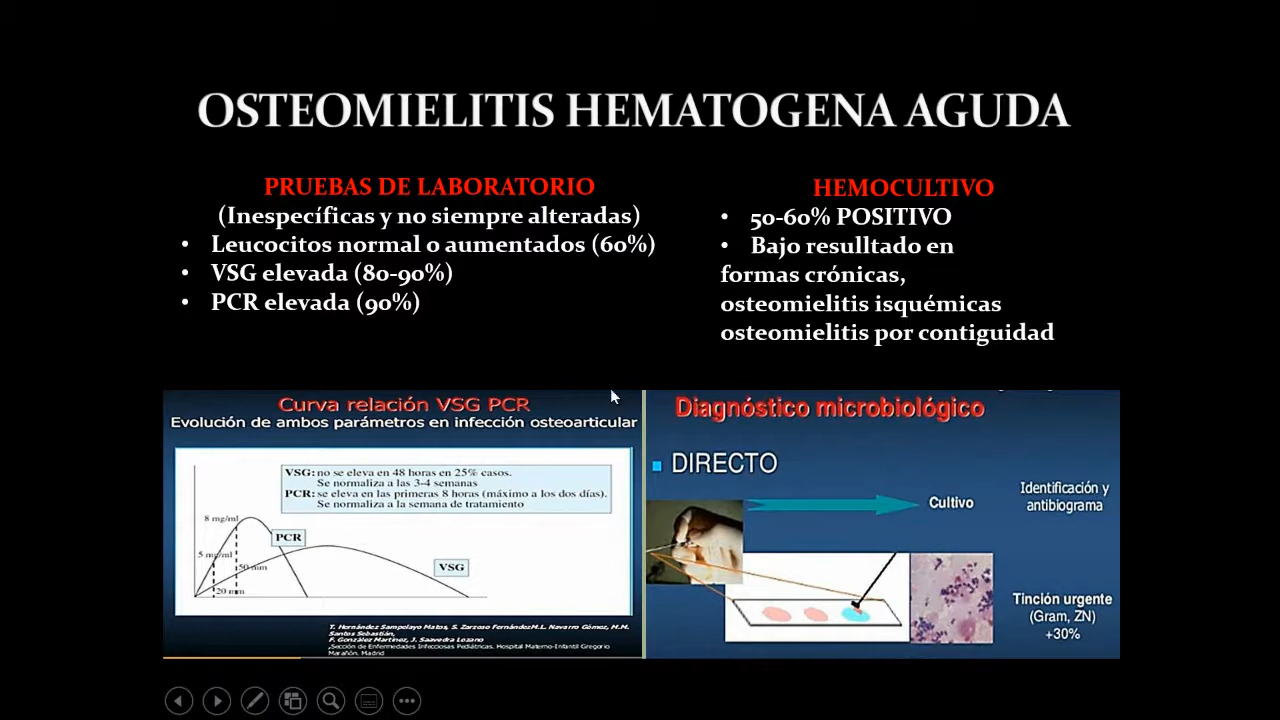 OSTEOMIELITIS HEMATOGENA AGUDA
PRUEBAS DE LABORATORIO
(Inespecíficas y no siempre alteradas)
• Leucocitos normal o aumentados (60%)
• VSG elevada (80-90%)
• PCR elevada (90%)
HEMOCULTIVO
• 50-60% POSITIVO
• Bajo resulltado en
formas crónicas,
osteomielitis isquémicas
osteomielitis por contiguidad
Curva relación VSG PCR
Evolución de ambos parámetros en infección osteoarticular
VSG: no se eleva en 48 horas en 25% casos.
Se normaliza a las 3-4 semanas
PCR: se eleva en las primeras 8 horas (máximo a los dos días).
Se normaliza a la semana de tratamiento
8 mg/ml
PCR
5 mg/ml
50 mm
VSG
20 mm
T. Hernández Sampelayo Matos, S. Zarzoso FernándezM.L. Navarro Gómez, M.M.
Santos Sebastián,
F. González Martínez, J. Saavedra Lozano
,Sección de Enfermedades Infecciosas Pediátricas. Hospital Materno-Infantil Gregorio
Marañón. Madrid
Diagnóstico microbiológico
DIRECTO
Cultivo
Identificación y
antibiograma
Tinción urgente
(Gram, ZN)
+30%